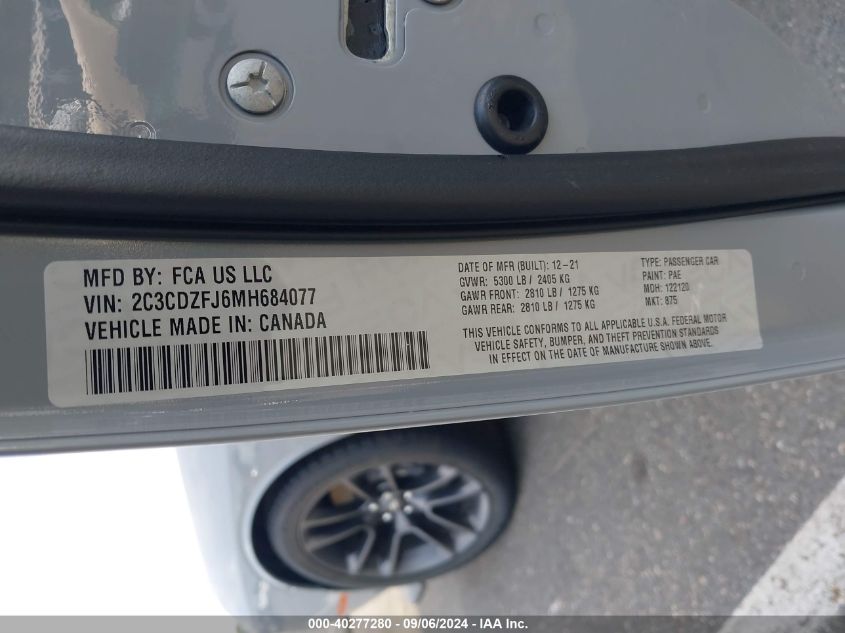 MFD BY: FCA US LLC
VIN: 2C3CDZFJ6MH684077
VEHICLE MADE IN: CANADA
DATE OF MFR (BUILT): 12-21
GVWR: 5300 LB / 2405 KG
GAWR FRONT: 2810 LB / 1275 KG
GAWR REAR: 2810 LB / 1275 KG
TYPE: PASSENGER CAR
PAINT: PAE
MDH: 122120
MKT: 875
THIS VEHICLE CONFORMS TO ALL APPLICABLE U.S.A. FEDERAL MOTOR
VEHICLE SAFETY, BUMPER, AND THEFT PREVENTION STANDARDS
IN EFFECT ON THE DATE OF MANUFACTURE SHOWN ABOVE.
000-40277280 - 09/06/2024 - IAA Inc.